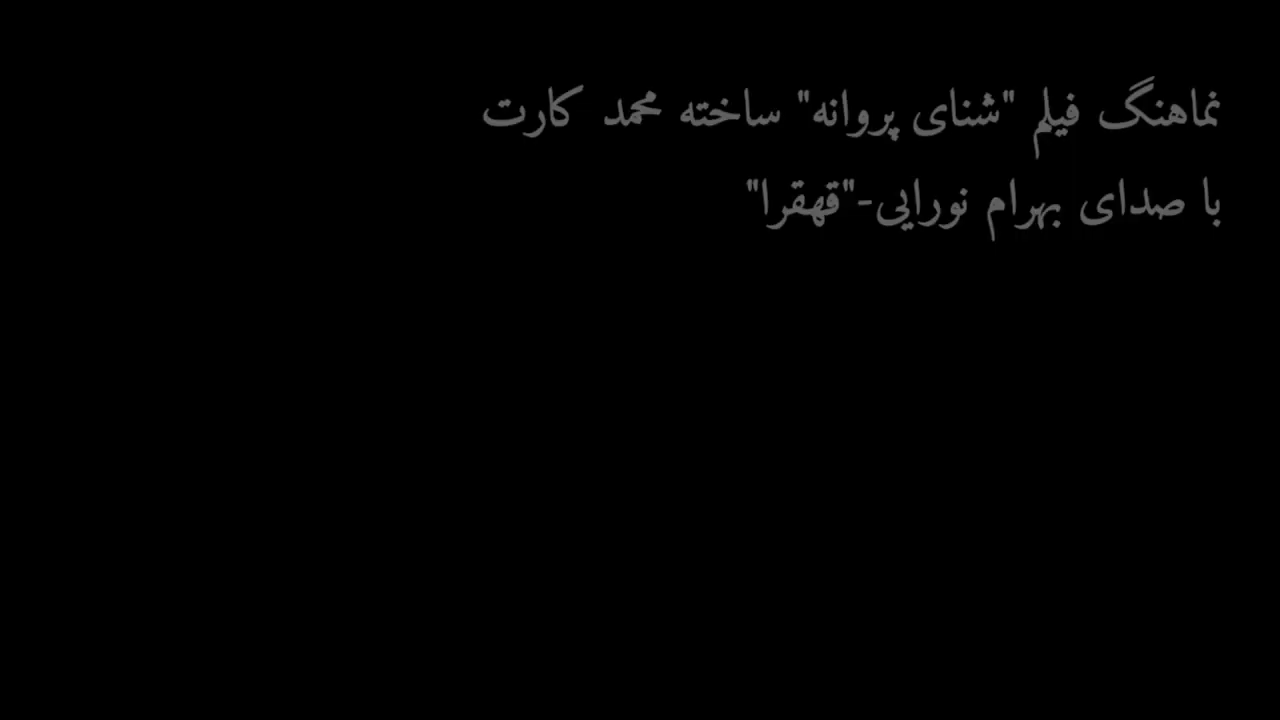 نماهنگ فیلم "شنای پروانه" ساخته محمد کارت
با صدای بهرام نورایی-"قهقرا"